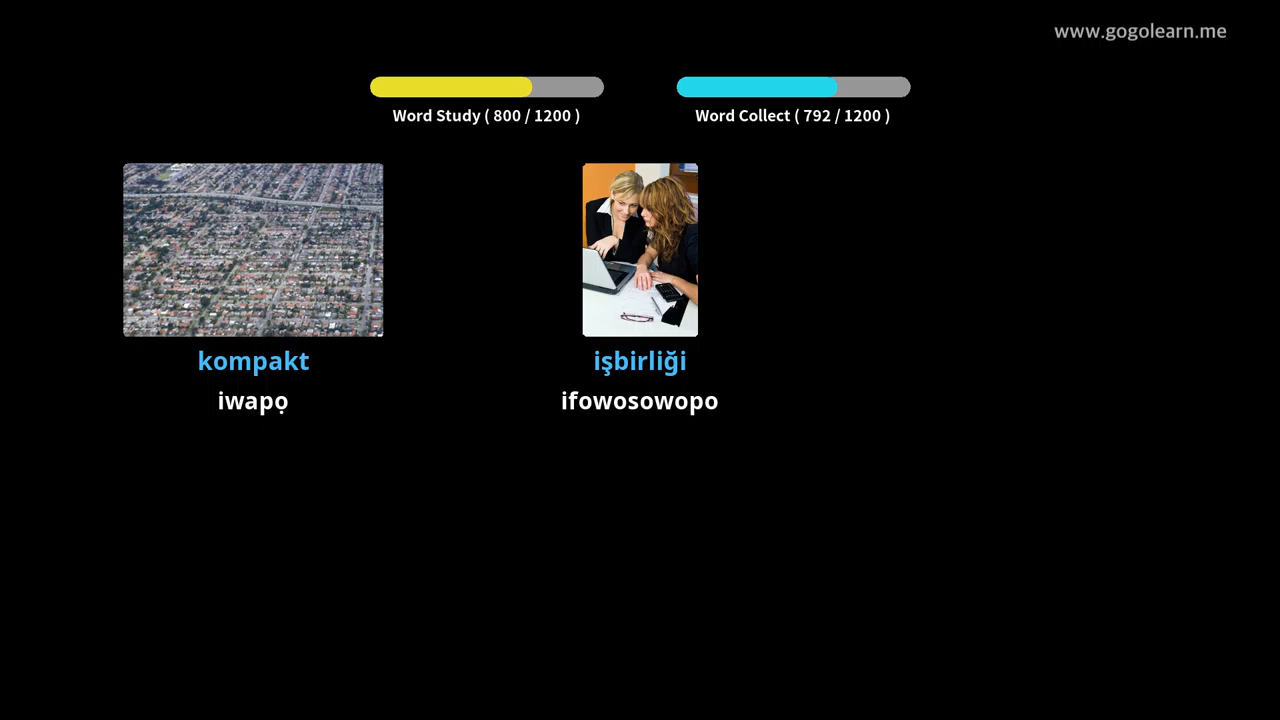 www.gogolearn.me
Word Study ( 800 / 1200 )
Word Collect ( 792 / 1200 )
kompakt
işbirliği
iwapọ
ifowosowopo